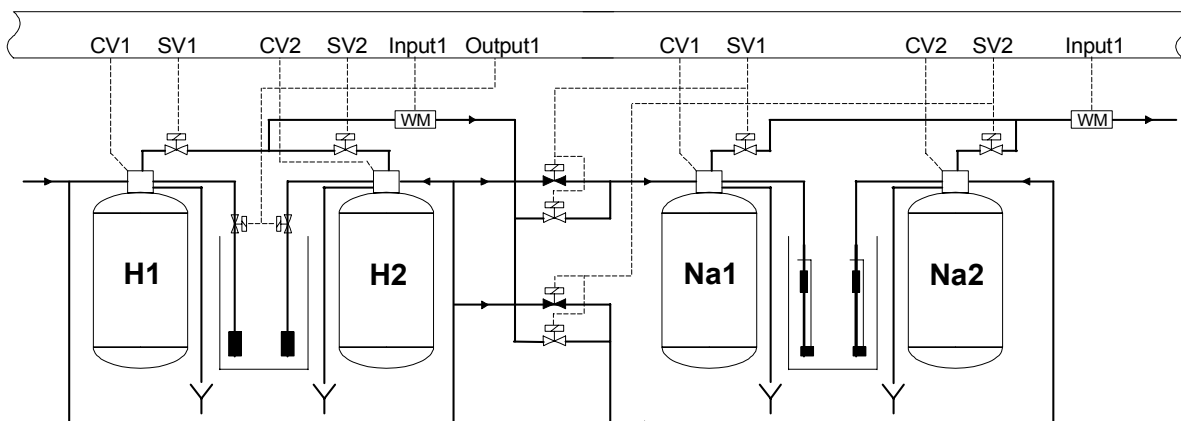 CV1 SV1 CV2 SV2 Input1 Output1 CV1 SV1 CV2 SV2 Input1
WM WM
H1 H2 Na1 Na2